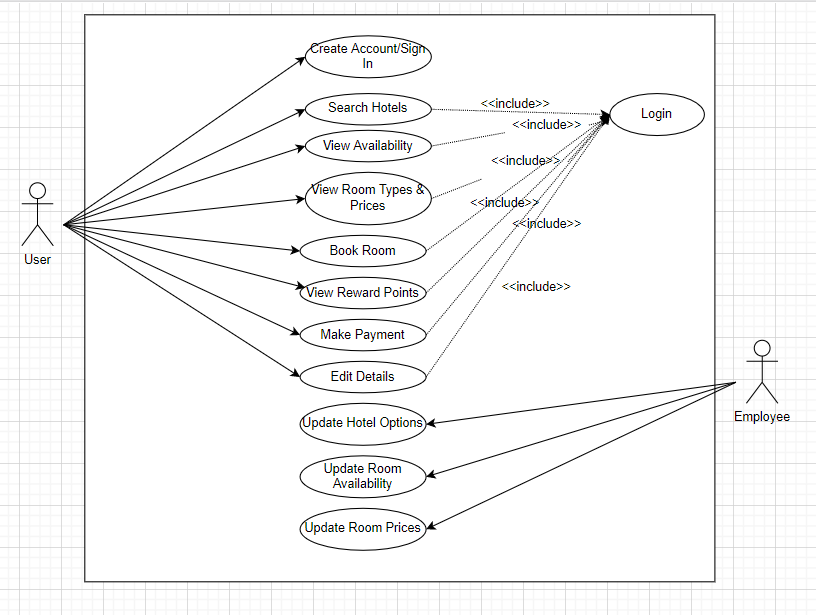 Create Account/Sign
In
Search Hotels
<<include>>
Login
<<include>>
View Availability
<<include>>
View Room Types &
Prices
<<include>>
<<include>>
Book Room
User
<<include>>
View Reward Points
Make Payment
Edit Details
Employee
Update Hotel Options
Update Room
Availability
Update Room Prices